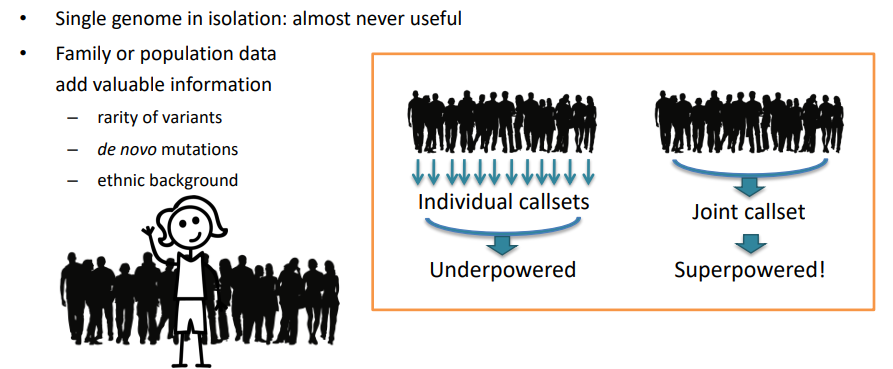 • Single genome in isolation: almost never useful
• Family or population data
add valuable information
– rarity of variants
– de novo mutations
– ethnic background
Individual callsets
Underpowered
Joint callset
Superpowered!